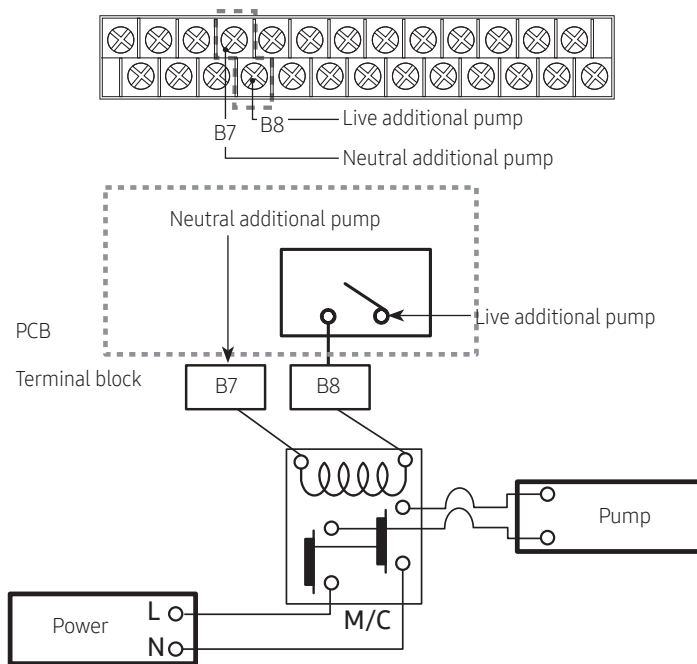 B7
B8
Live additional pump
Neutral additional pump
Neutral additional pump
Live additional pump
PCB
Terminal block
B7
B8
Pump
Power
L
N
M/C